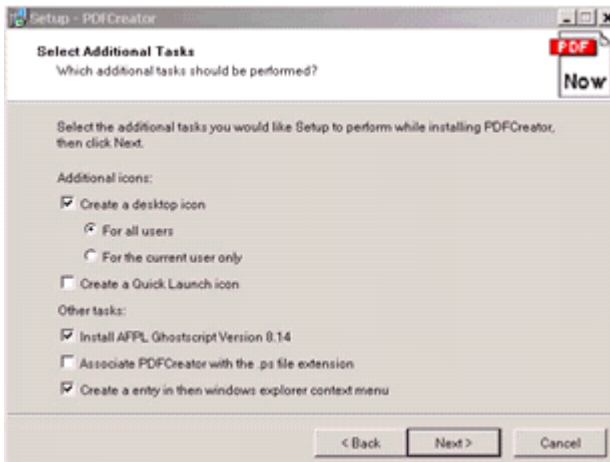 Setup - PDFCreator
Select Additional Tasks
Which additional tasks should be performed?
PDF
Now
Select the additional tasks you would like Setup to perform while installing PDFCreator,
then click Next.
Additional icons:
Create a desktop icon
For all users
For the current user only
Create a Quick Launch icon
Other tasks:
Install AFPL Ghostscript Version 8.14
Associate PDFCreator with the .ps file extension
Create a entry in then windows explorer context menu
< Back
Next >
Cancel